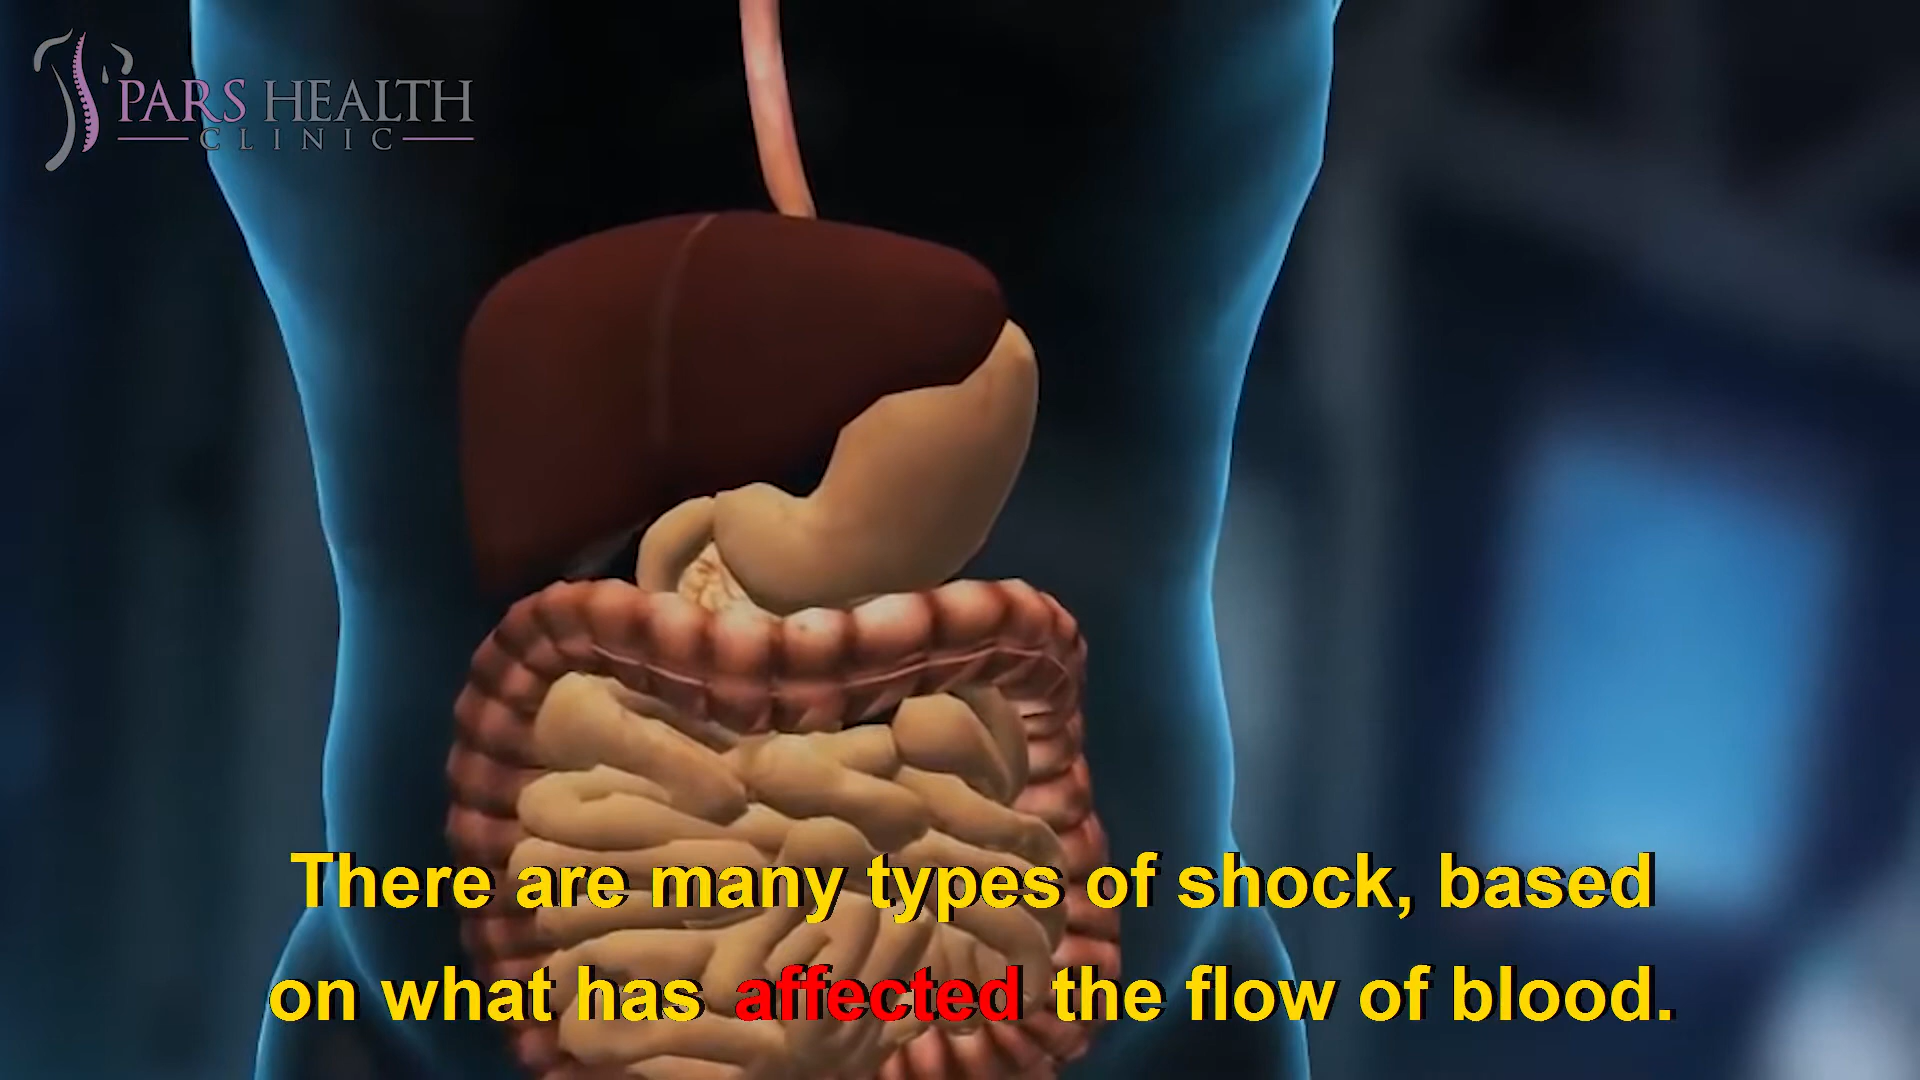 PARS HEALTH
CLINIC
There are many types of shock, based
on what has affected the flow of blood.